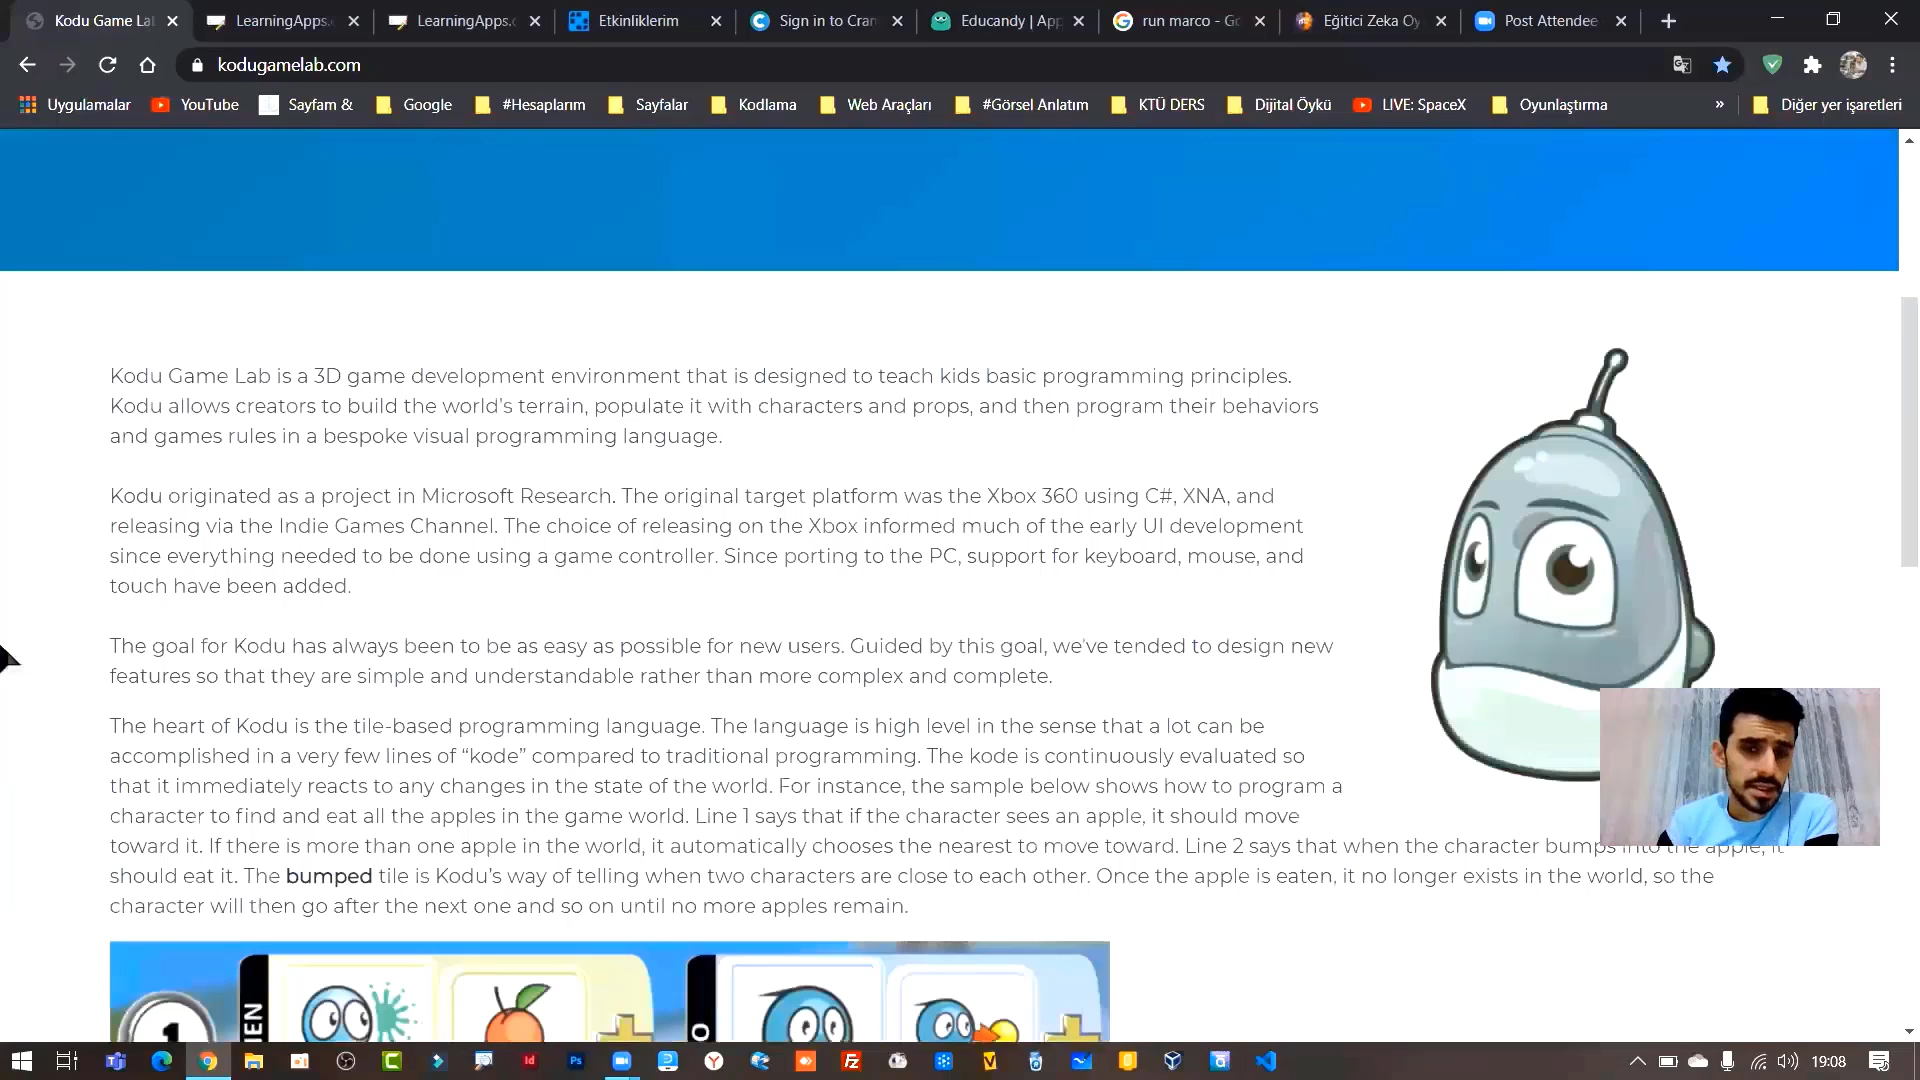 Kodu Game La
LearningApps.
LearningApps.c
Etkinliklerim
Sign in to Cran
Educandy | App
run marco - Go
Eğitici Zeka Oy
Post Attendee
kodugamelab.com
Uygulamalar
YouTube
Sayfam &
Google
#Hesaplarım
Sayfalar
Kodlama
Web Araçları
#Görsel Anlatım
KTÜ DERS
Dijital Öykü
LIVE: SpaceX
Oyunlaştırma
»
Diğer yer işaretleri
Kodu Game Lab is a 3D game development environment that is designed to teach kids basic programming principles.
Kodu allows creators to build the world's terrain, populate it with characters and props, and then program their behaviors
and games rules in a bespoke visual programming language.
Kodu originated as a project in Microsoft Research. The original target platform was the Xbox 360 using C#, XNA, and
releasing via the Indie Games Channel. The choice of releasing on the Xbox informed much of the early UI development
since everything needed to be done using a game controller. Since porting to the PC, support for keyboard, mouse, and
touch have been added.
The goal for Kodu has always been to be as easy as possible for new users. Guided by this goal, we've tended to design new
features so that they are simple and understandable rather than more complex and complete.
The heart of Kodu is the tile-based programming language. The language is high level in the sense that a lot can be
accomplished in a very few lines of “kode” compared to traditional programming. The kode is continuously evaluated so
that it immediately reacts to any changes in the state of the world. For instance, the sample below shows how to program a
character to find and eat all the apples in the game world. Line 1 says that if the character sees an apple, it should move
toward it. If there is more than one apple in the world, it automatically chooses the nearest to move toward. Line 2 says that when the character bumps into the apple, it
should eat it. The bumped tile is Kodu's way of telling when two characters are close to each other. Once the apple is eaten, it no longer exists in the world, so the
character will then go after the next one and so on until no more apples remain.
1
19:08